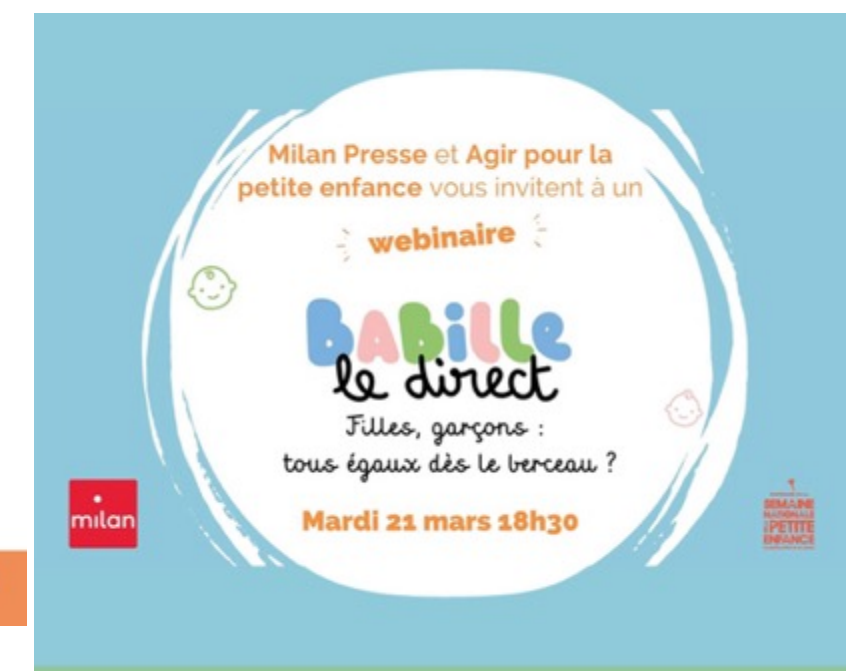 Milan Presse et Agir pour la
petite enfance vous invitent à un
webinaire
BABille
le direct
Filles, garçons :
tous égaux dès le berceau ?
milan
Mardi 21 mars 18h30
SEMAINE
NATIONALE
PETITE
ENFANCE